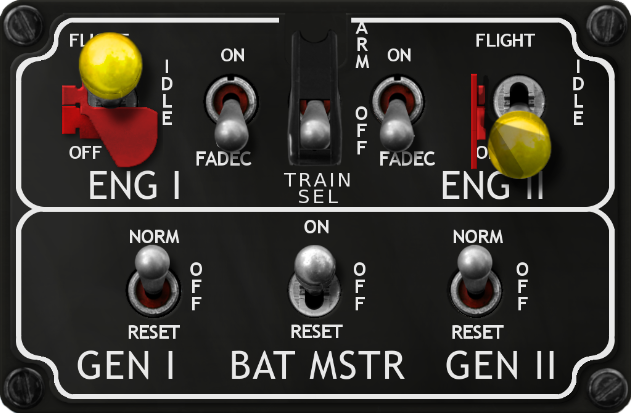 FLIGHT
IDLE
OFF
ENG I
ON
FADEC
ARM
OFF
TRAIN
SEL
ON
FADEC
FLIGHT
IDLE
ENG II
NORM
OFF
RESET
GEN I
ON
OFF
RESET
BAT MSTR
NORM
OFF
RESET
GEN II